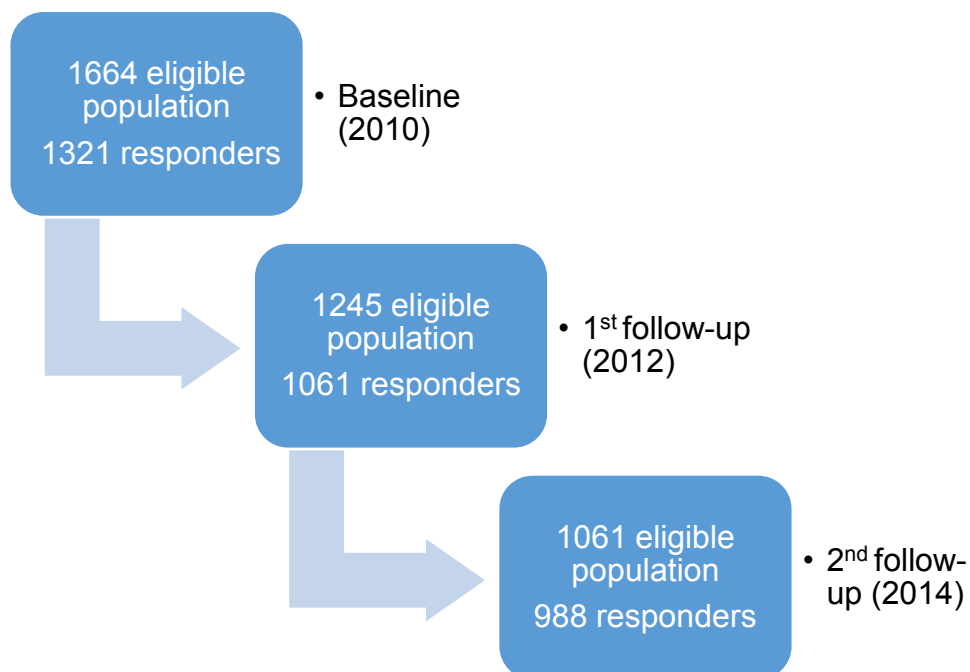 1664 eligible
population
1321 responders
• Baseline
(2010)
1245 eligible
population
1061 responders
• 1st follow-up
(2012)
1061 eligible
population
988 responders
• 2nd follow-
up (2014)